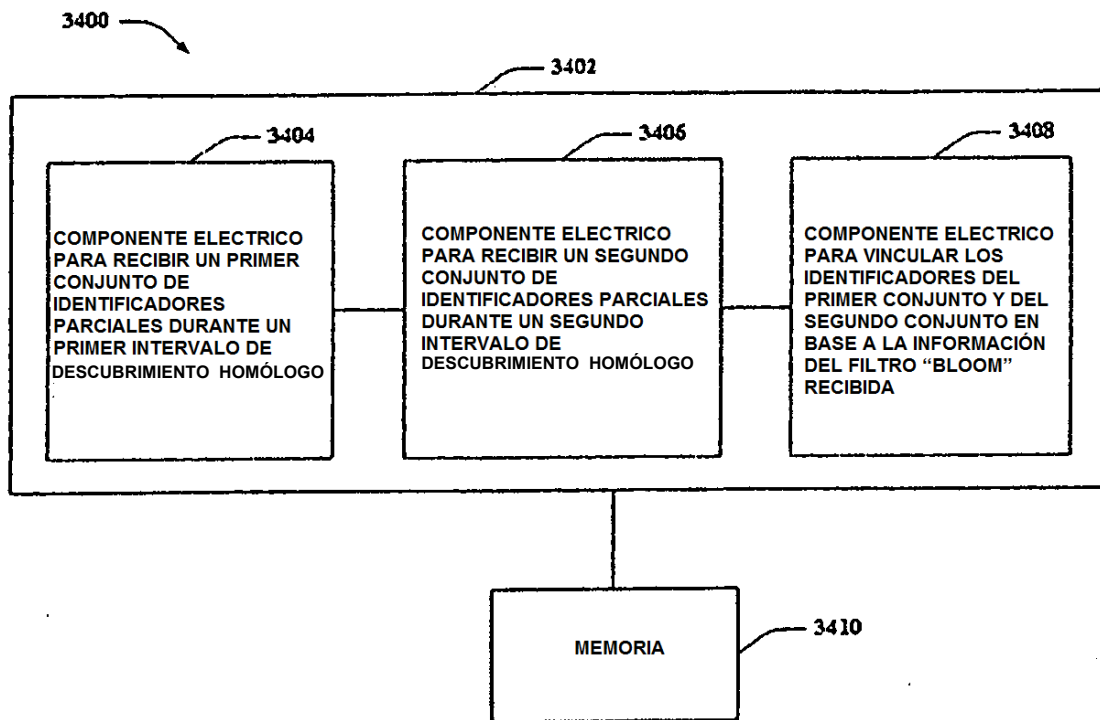 3400
3402
3404
3406
3408
COMPONENTE ELECTRICO
PARA RECIBIR UN PRIMER
CONJUNTO DE
IDENTIFICADORES
PARCIALES DURANTE UN
PRIMER INTERVALO DE
DESCUBRIMIENTO HOMÓLOGO
COMPONENTE ELECTRICO
PARA RECIBIR UN SEGUNDO
CONJUNTO DE
IDENTIFICADORES PARCIALES
DURANTE UN SEGUNDO
INTERVALO DE
DESCUBRIMIENTO HOMÓLOGO
COMPONENTE ELECTRICO
PARA VINCULAR LOS
IDENTIFICADORES DEL
PRIMER CONJUNTO Y DEL
SEGUNDO CONJUNTO EN
BASE A LA INFORMACIÓN
DEL FILTRO “BLOOM”
RECIBIDA
MEMORIA
3410